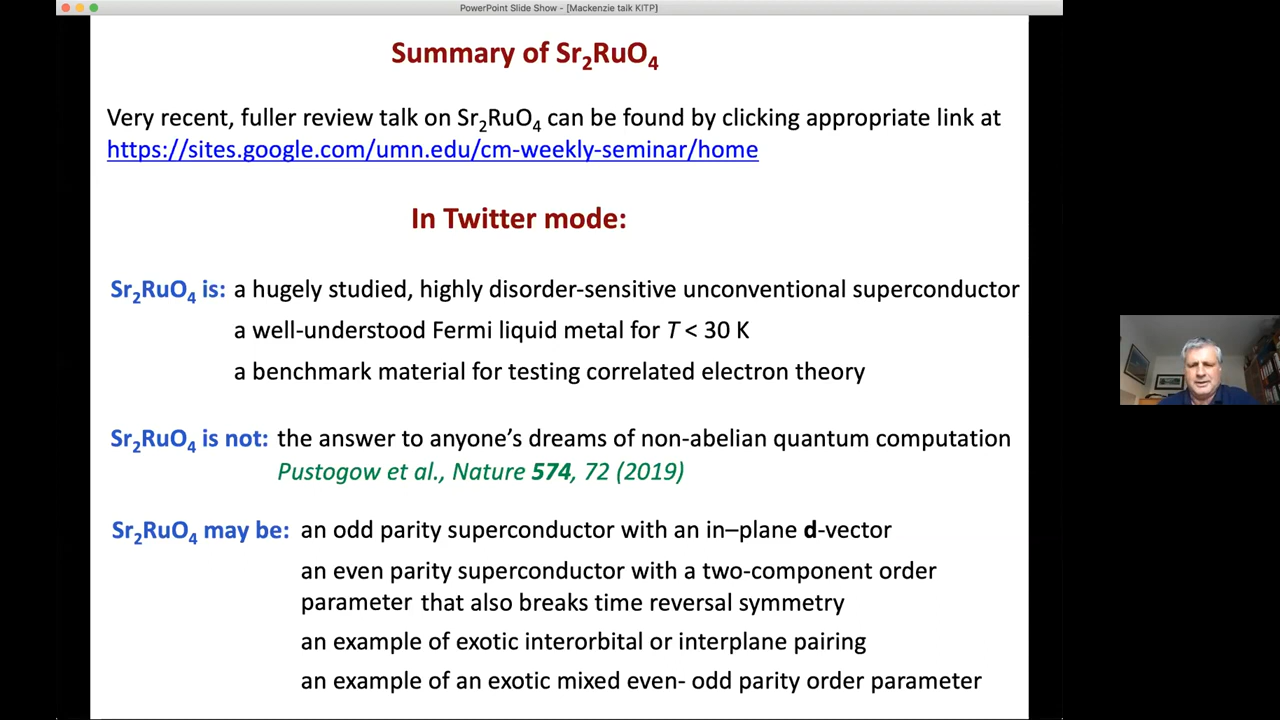 PowerPoint Slide Show - [Mackenzie talk KITP]
Summary of Sr₂RuO₄
Very recent, fuller review talk on Sr₂RuO₄ can be found by clicking appropriate link at
https://sites.google.com/umn.edu/cm-weekly-seminar/home
In Twitter mode:
Sr₂RuO₄ is: a hugely studied, highly disorder-sensitive unconventional superconductor
a well-understood Fermi liquid metal for T < 30 K
a benchmark material for testing correlated electron theory
Sr₂RuO₄ is not: the answer to anyone’s dreams of non-abelian quantum computation
Pustogow et al., Nature 574, 72 (2019)
Sr₂RuO₄ may be: an odd parity superconductor with an in–plane d-vector
an even parity superconductor with a two-component order
parameter that also breaks time reversal symmetry
an example of exotic interorbital or interplane pairing
an example of an exotic mixed even- odd parity order parameter